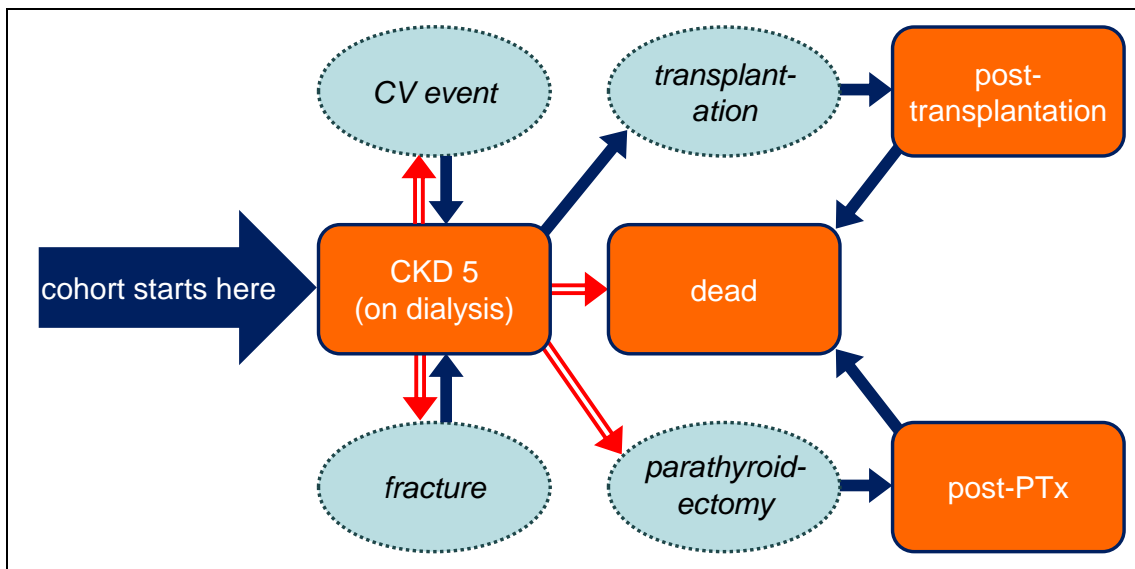 CV event
transplant-
ation
post-
transplantation
cohort starts here
CKD 5
(on dialysis)
dead
fracture
parathyroid-
ectomy
post-PTx